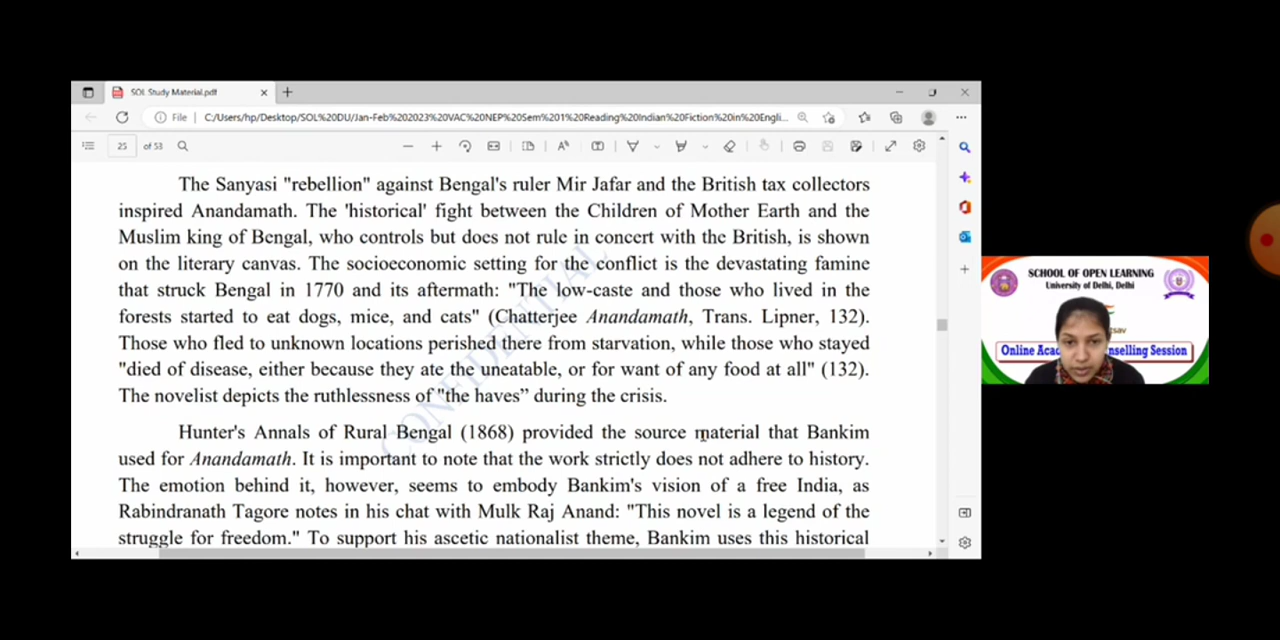 SOL Study Material.pdf
File
C:/Users/hp/Desktop/SOL%20DU/Jan-Feb%202023%20VAC%20NEP%20Sem%201%20Reading%20Indian%20Fiction%20in%20Engli...
25 of 53
The Sanyasi "rebellion" against Bengal's ruler Mir Jafar and the British tax collectors
inspired Anandamath. The 'historical' fight between the Children of Mother Earth and the
Muslim king of Bengal, who controls but does not rule in concert with the British, is shown
on the literary canvas. The socioeconomic setting for the conflict is the devastating famine
that struck Bengal in 1770 and its aftermath: "The low-caste and those who lived in the
forests started to eat dogs, mice, and cats" (Chatterjee Anandamath, Trans. Lipner, 132).
Those who fled to unknown locations perished there from starvation, while those who stayed
"died of disease, either because they ate the uneatable, or for want of any food at all" (132).
The novelist depicts the ruthlessness of "the haves” during the crisis.
Hunter's Annals of Rural Bengal (1868) provided the source material that Bankim
used for Anandamath. It is important to note that the work strictly does not adhere to history.
The emotion behind it, however, seems to embody Bankim's vision of a free India, as
Rabindranath Tagore notes in his chat with Mulk Raj Anand: "This novel is a legend of the
struggle for freedom." To support his ascetic nationalist theme, Bankim uses this historical
CONFIDENTIAL
SCHOOL OF OPEN LEARNING
University of Delhi, Delhi
Online Aca
nselling Session